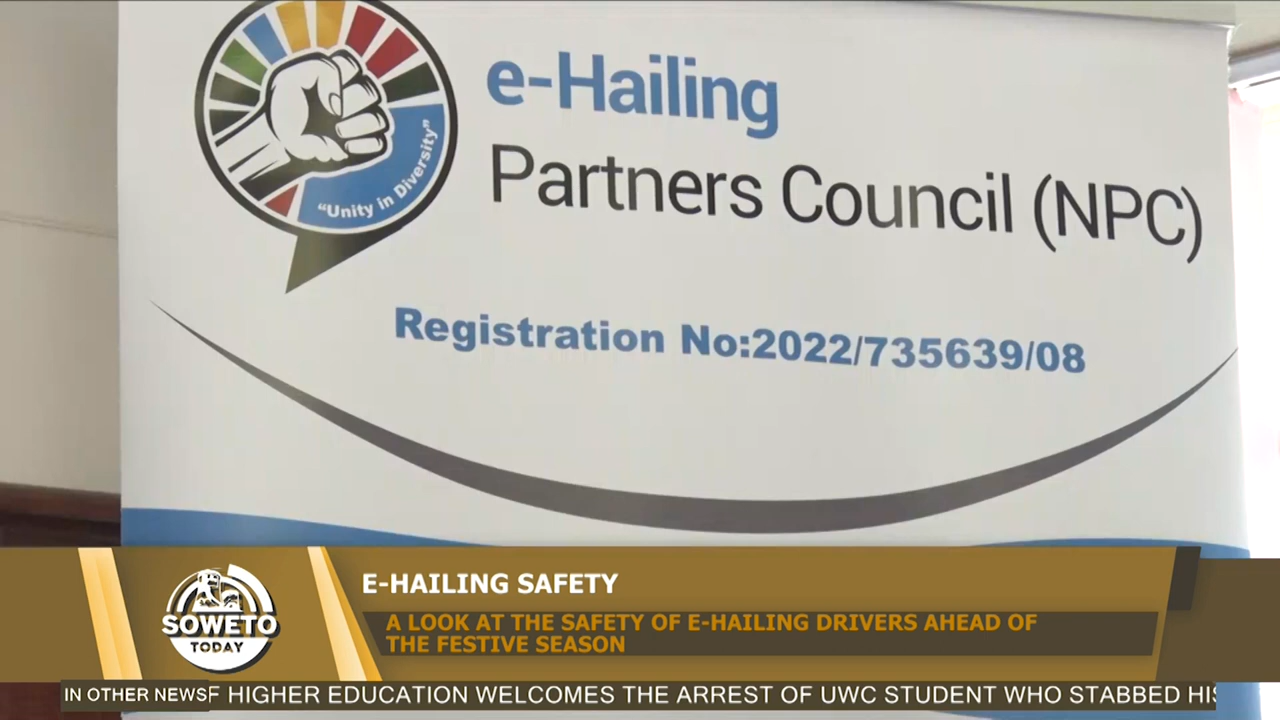 e-Hailing
Partners Council (NPC)
"Unity in Diversity"
Registration No:2022/735639/08
E-HAILING SAFETY
A LOOK AT THE SAFETY OF E-HAILING DRIVERS AHEAD OF
THE FESTIVE SEASON
SOWETO
TODAY
IN OTHER NEWS
F HIGHER EDUCATION WELCOMES THE ARREST OF UWC STUDENT WHO STABBED HIS